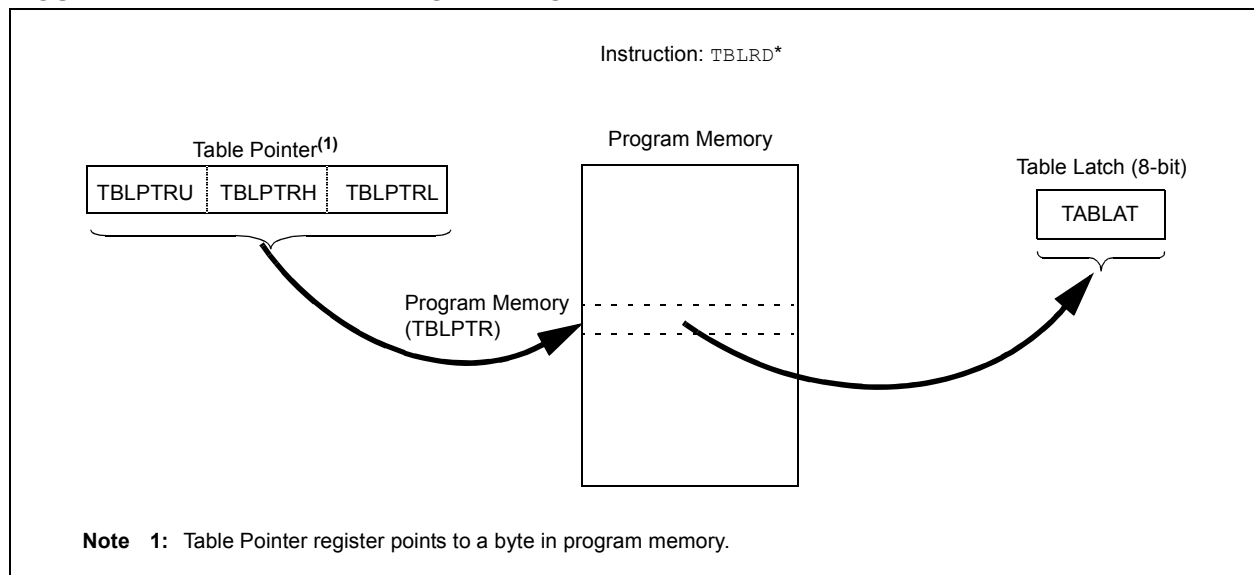 Instruction: TBLRD*
Table Pointer(1)
TBLPTRU TBLPTRH TBLPTRL
Program Memory
Table Latch (8-bit)
TABLAT
Program Memory
(TBLPTR)
Note 1: Table Pointer register points to a byte in program memory.